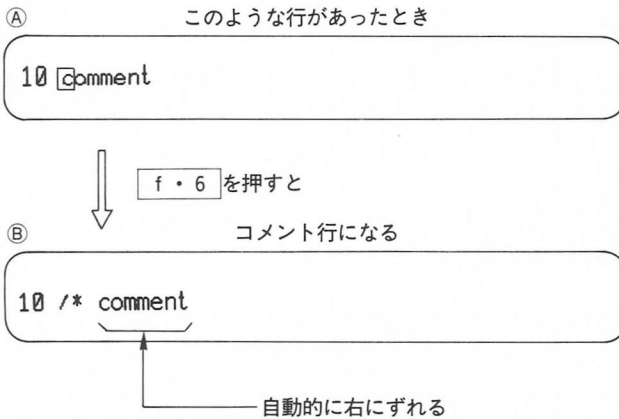 Ⓐ このような行があったとき
10 comment
f・6 を押すと
Ⓑ コメント行になる
10 /* comment
自動的に右にずれる